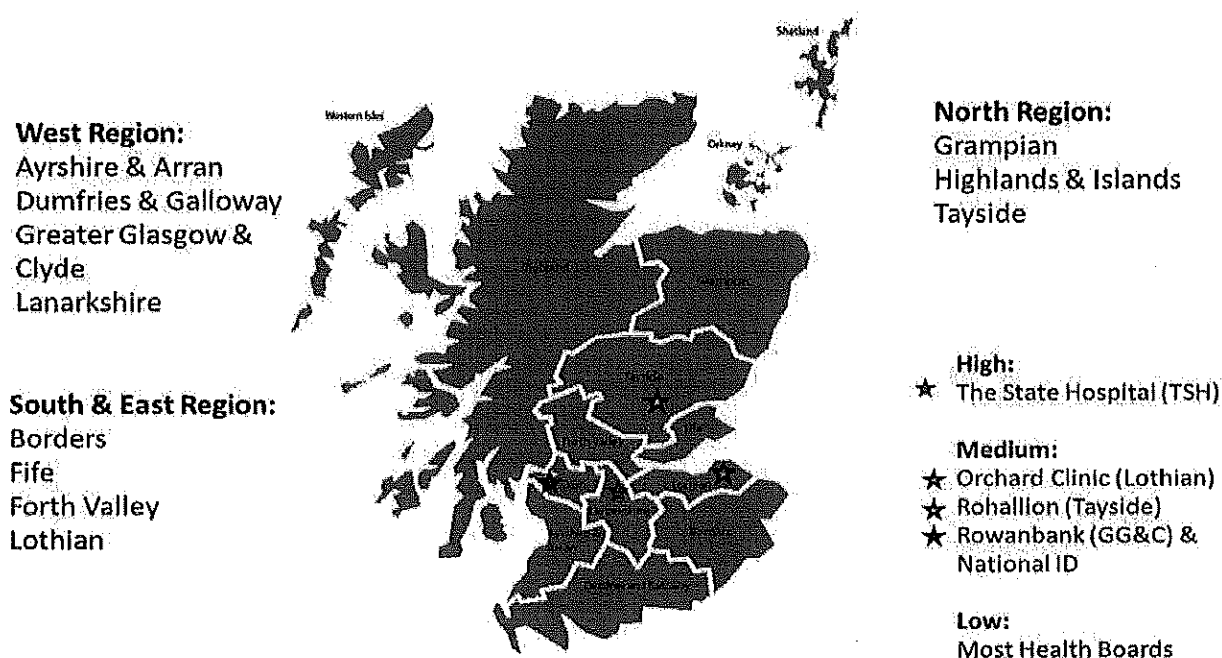 West Region:
Ayrshire & Arran
Dumfries & Galloway
Greater Glasgow &
Clyde
Lanarkshire
South & East Region:
Borders
Fife
Forth Valley
Lothian
Western Isles
Shetland
Orkney
North Region:
Grampian
Highlands & Islands
Tayside
High:
The State Hospital (TSH)
Medium:
Orchard Clinic (Lothian)
Rohallion (Tayside)
Rowanbank (GG&C) &
National ID
Low:
Most Health Boards